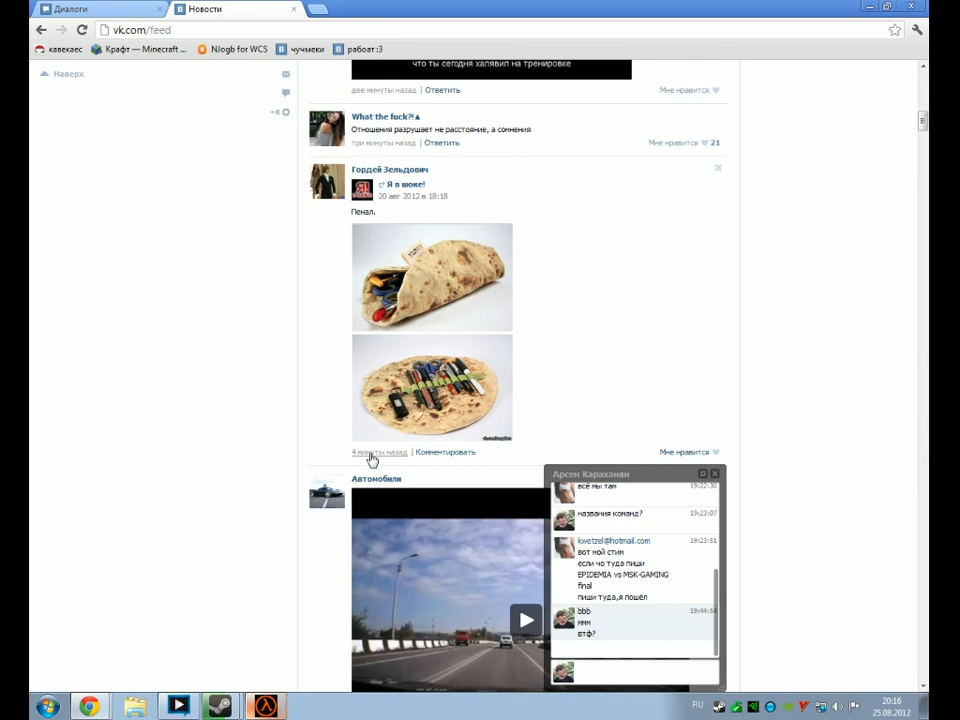 Диалоги
Новости
vk.com/feed
кавекаес
Крафт — Minecraft ...
NJogb for WCS
чучмеки
рабоат :3
Наверх
+8
что ты сегодня халявил на тренировке
две минуты назад | Ответить
Мне нравится
What the fuck?!▲
Отношения разрушает не расстояние, а сомнения
три минуты назад | Ответить
Мне нравится 21
Гордей Зельдович
Я в шоке!
20 авг 2012 в 18:18
Пенал.
4 минуты назад | Комментировать
Мне нравится
Автомобили
Арсен Караханян
всё мы там
19:22:30
названия команд?
19:23:07
kwetzel@hotmail.com
19:23:51
вот мой стим
если чо туда пиши
EPIDEMIA vs MSK-GAMING
final
пиши туда,я пошёл
bbb
19:44:54
ммм
втф?
RU
20:16
25.08.2012